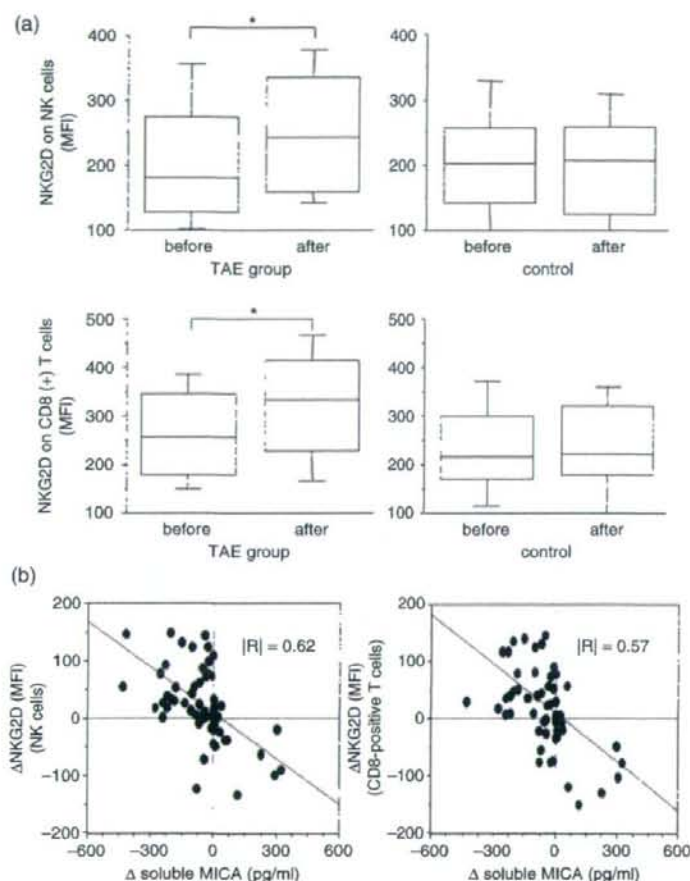 (a)
*
NKG2D on NK cells
(MFI)
400
300
200
100
before after
TAE group
400
300
200
100
before after
control
*
NKG2D on CD8 (+) T cells
(MFI)
500
400
300
200
100
before after
TAE group
500
400
300
200
100
before after
control
(b)
ΔNKG2D (MFI)
(NK cells)
200
100
0
−100
−200
|R| = 0.62
−600 −300 0 300 600
Δ soluble MICA (pg/ml)
ΔNKG2D (MFI)
(CD8-positive T cells)
200
100
0
−100
−200
|R| = 0.57
−600 −300 0 300 600
Δ soluble MICA (pg/ml)